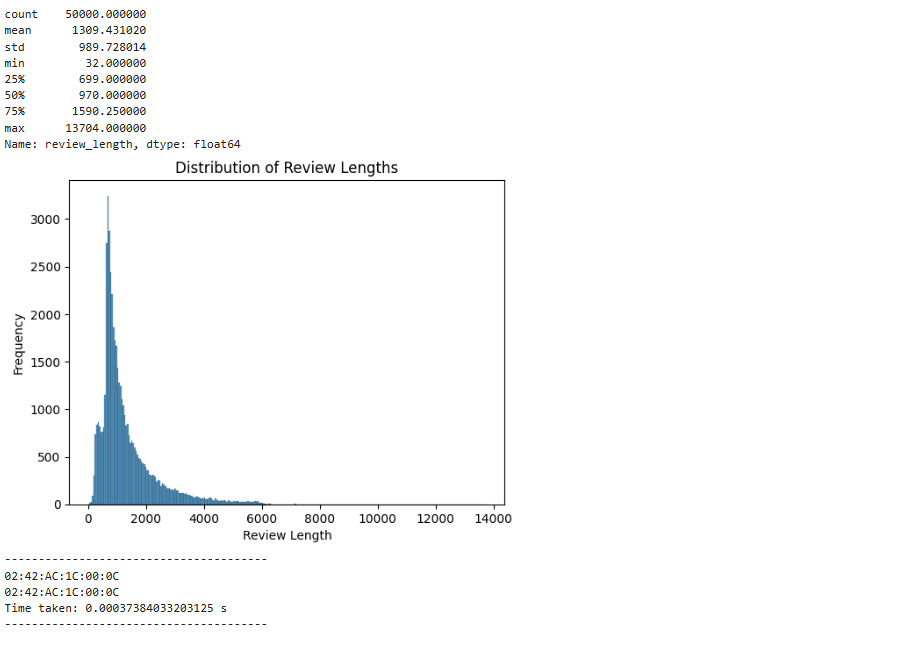 count 50000.000000
mean 1309.431020
std 989.728014
min 32.000000
25% 699.000000
50% 970.000000
75% 1590.250000
max 13704.000000
Name: review_length, dtype: float64
Distribution of Review Lengths
3000
2500
2000
1500
1000
500
0
Frequency
0 2000 4000 6000 8000 10000 12000 14000
Review Length
---------------------------------------
02:42:AC:1C:00:0C
02:42:AC:1C:00:0C
Time taken: 0.00037384033203125 s
---------------------------------------